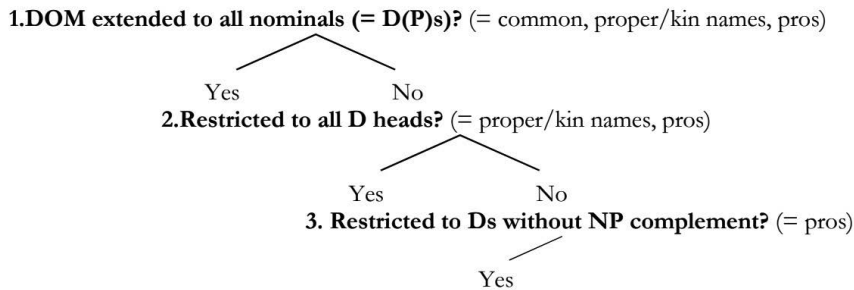 1.DOM extended to all nominals (= D(P)s)? (= common, proper/kin names, pros)
Yes No
2.Restricted to all D heads? (= proper/kin names, pros)
Yes No
3. Restricted to Ds without NP complement? (= pros)
Yes